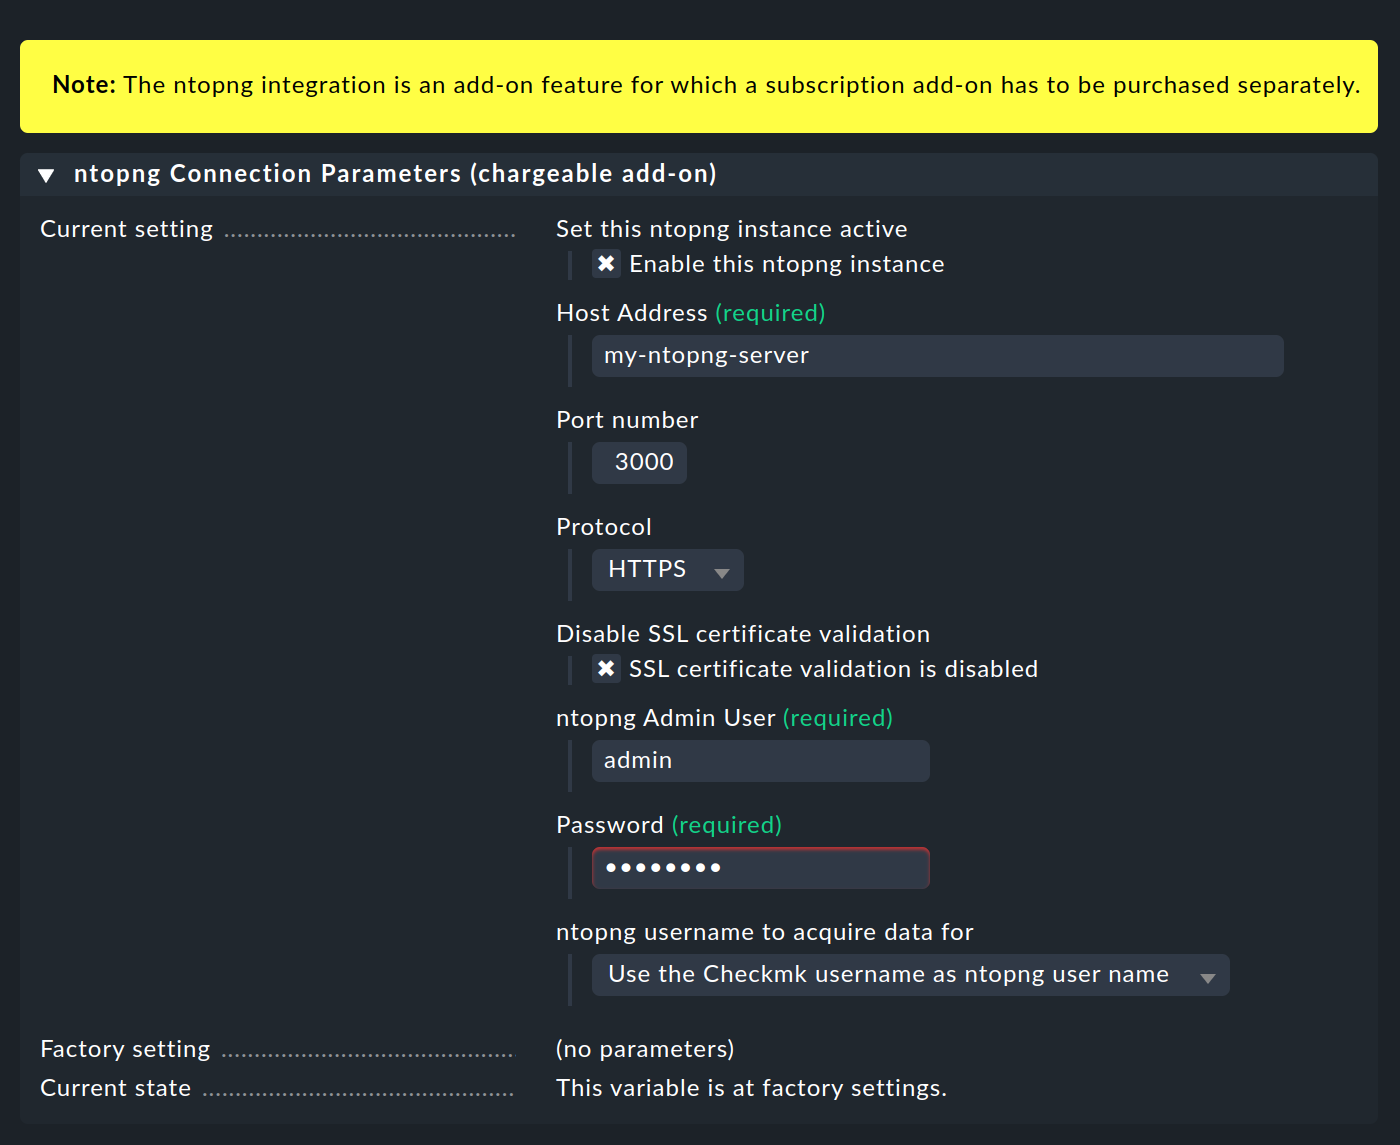 Note: The ntopng integration is an add-on feature for which a subscription add-on has to be purchased separately.
ntopng Connection Parameters (chargeable add-on)
Current setting
Set this ntopng instance active
Enable this ntopng instance
Host Address (required)
my-ntopng-server
Port number
3000
Protocol
HTTPS
Disable SSL certificate validation
SSL certificate validation is disabled
ntopng Admin User (required)
admin
Password (required)
••••••••
ntopng username to acquire data for
Use the Checkmk username as ntopng user name
Factory setting (no parameters)
Current state This variable is at factory settings.